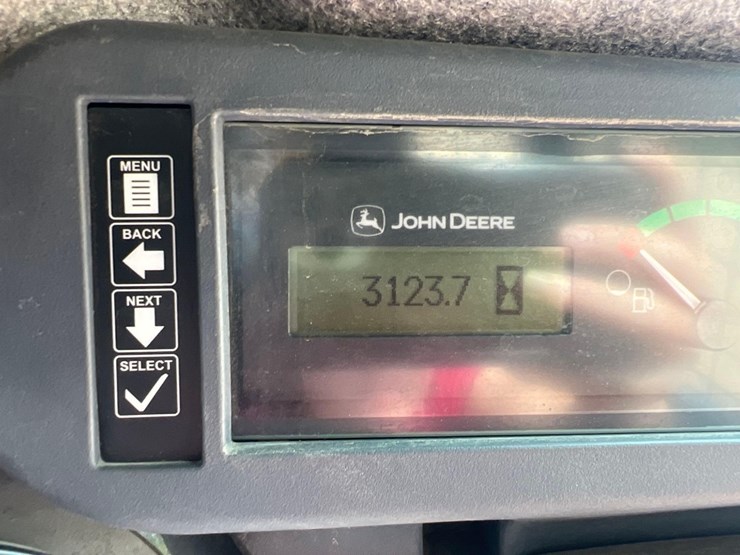 MENU
BACK
NEXT
SELECT
JOHN DEERE
3123.7